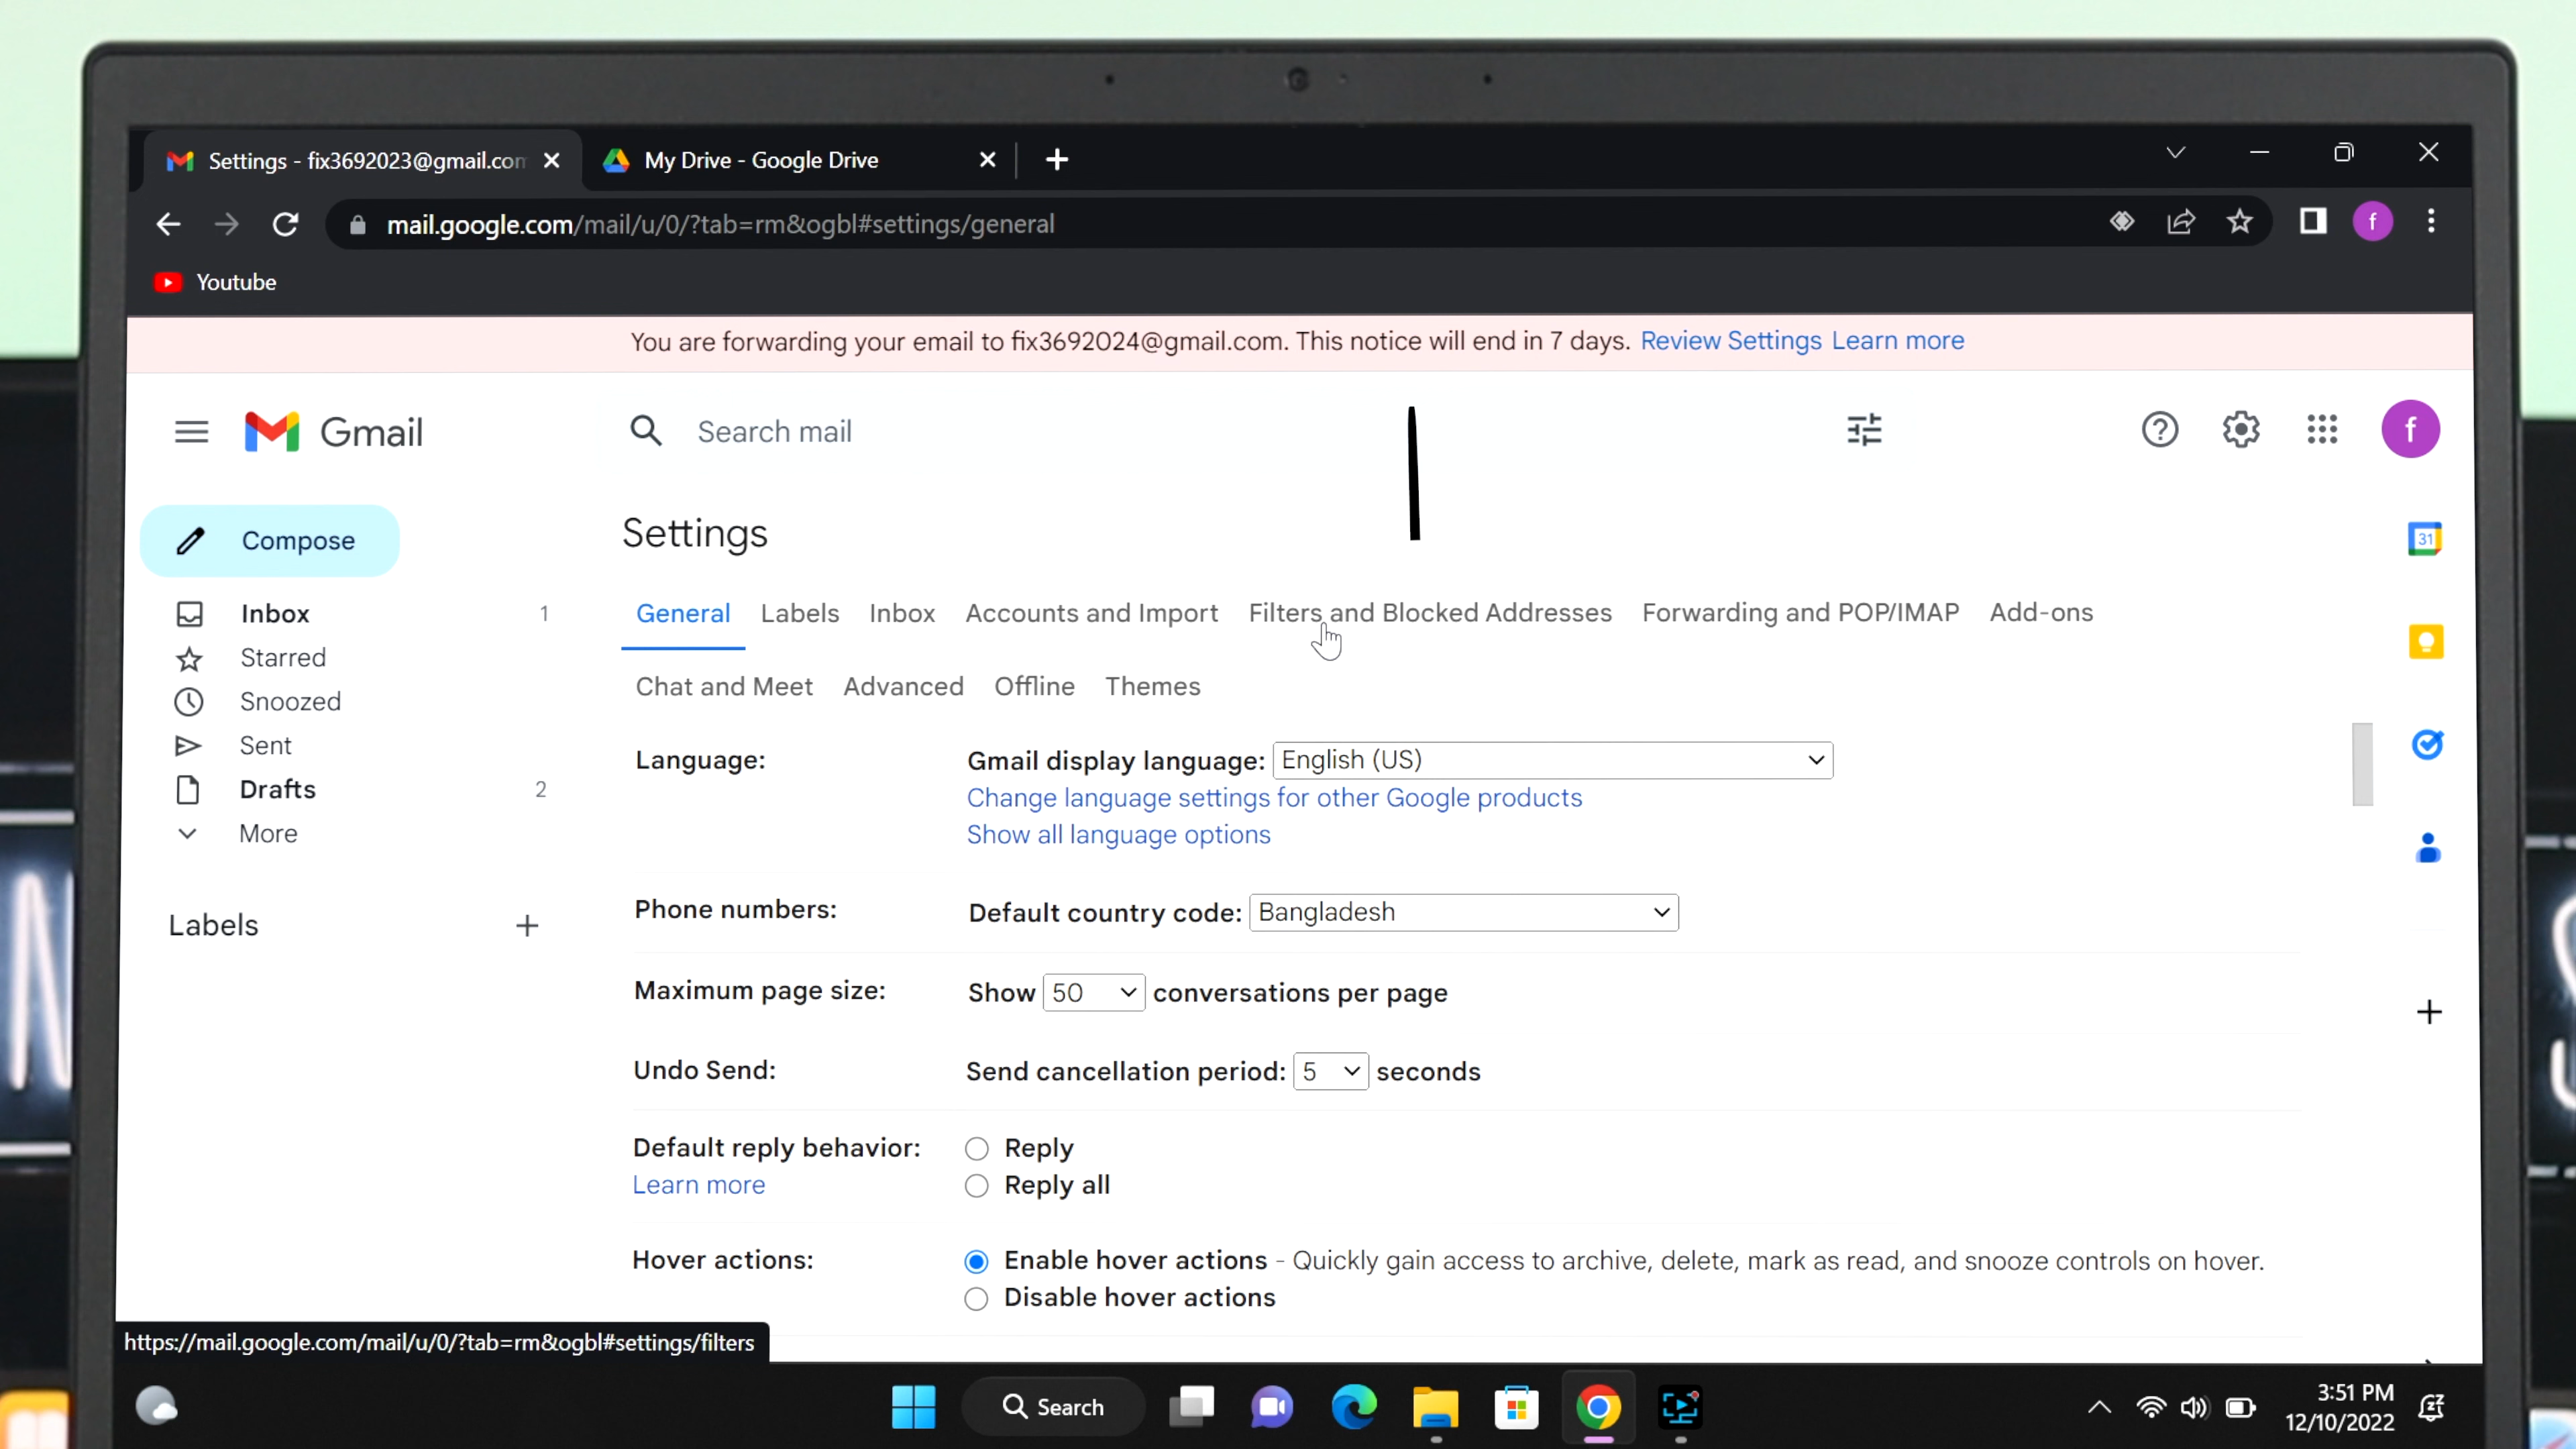 Settings - fix3692023@gmail.com
My Drive - Google Drive
mail.google.com/mail/u/0/?tab=rm&ogbl#settings/general
f
Youtube
You are forwarding your email to fix3692024@gmail.com. This notice will end in 7 days. Review Settings Learn more
Gmail
Search mail
f
Compose
Settings
31
General Labels Inbox Accounts and Import Filters and Blocked Addresses Forwarding and POP/IMAP Add-ons
Chat and Meet Advanced Offline Themes
Inbox 1
Starred
Snoozed
Sent
Drafts 2
More
Labels
Language: Gmail display language: English (US)
Change language settings for other Google products
Show all language options
Phone numbers: Default country code: Bangladesh
Maximum page size: Show 50 conversations per page
Undo Send: Send cancellation period: 5 seconds
Default reply behavior: Reply
Learn more Reply all
Hover actions: Enable hover actions - Quickly gain access to archive, delete, mark as read, and snooze controls on hover.
Disable hover actions
https://mail.google.com/mail/u/0/?tab=rm&ogbl#settings/filters
Search
3:51 PM
12/10/2022